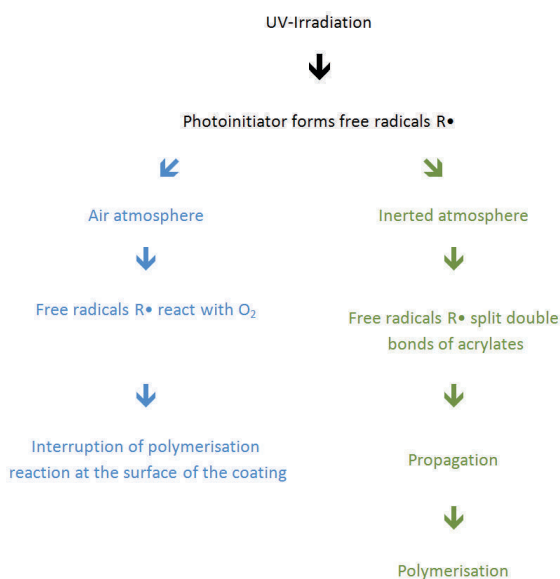 UV-Irradiation
Photoinitiator forms free radicals R•
Air atmosphere
Inerted atmosphere
Free radicals R• react with O₂
Free radicals R• split double
bonds of acrylates
Interruption of polymerisation
reaction at the surface of the coating
Propagation
Polymerisation